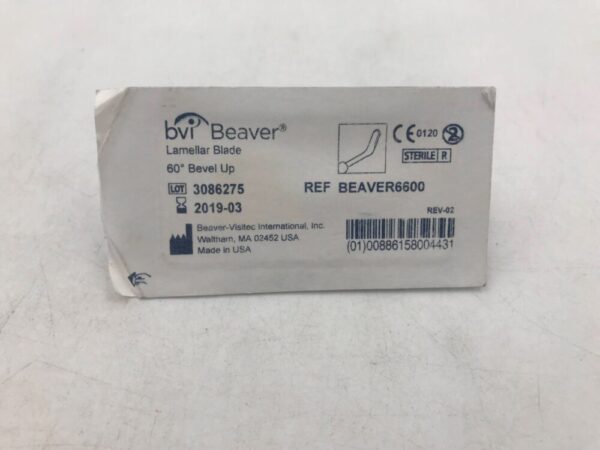 bvi Beaver®
Lamellar Blade
60° Bevel Up
LOT 3086275
2019-03
CE 0120 2
STERILE R
REF BEAVER6600
REV-02
Beaver-Visitec International, Inc.
Waltham, MA 02452 USA
Made in USA
(01)00886158004431